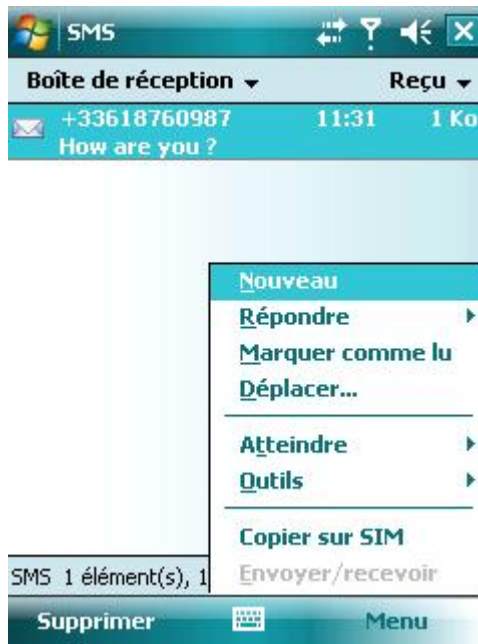 SMS
Boîte de réception Reçu
+33618760987 11:31 1 Ko
How are you ?
Nouveau
Répondre
Marquer comme lu
Déplacer...
Atteindre
Outils
Copier sur SIM
Envoyer/recevoir
SMS 1 élément(s), 1
Supprimer Menu